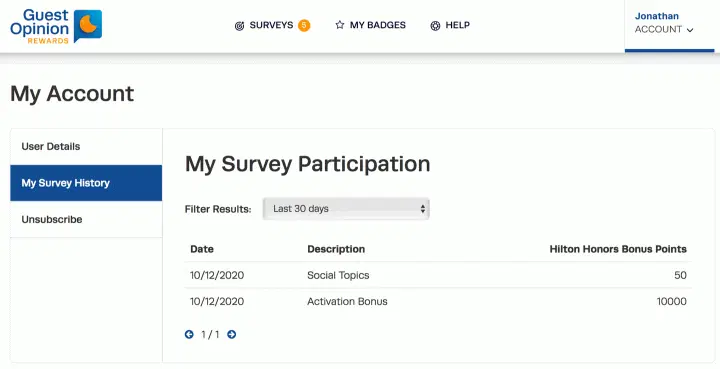 Guest
Opinion
REWARDS
SURVEYS 5 MY BADGES HELP
Jonathan
ACCOUNT
My Account
User Details
My Survey History
Unsubscribe
My Survey Participation
Filter Results: Last 30 days
Date Description Hilton Honors Bonus Points
10/12/2020 Social Topics 50
10/12/2020 Activation Bonus 10000
1 / 1